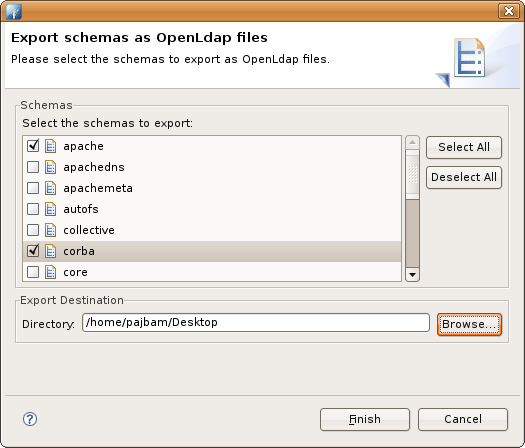 Export schemas as OpenLdap files
Please select the schemas to export as OpenLdap files.
Schemas
Select the schemas to export:
apache
apachedns
apachemeta
autofs
collective
corba
core
Select All
Deselect All
Export Destination
Directory: /home/pajbam/Desktop Browse...
? Finish Cancel